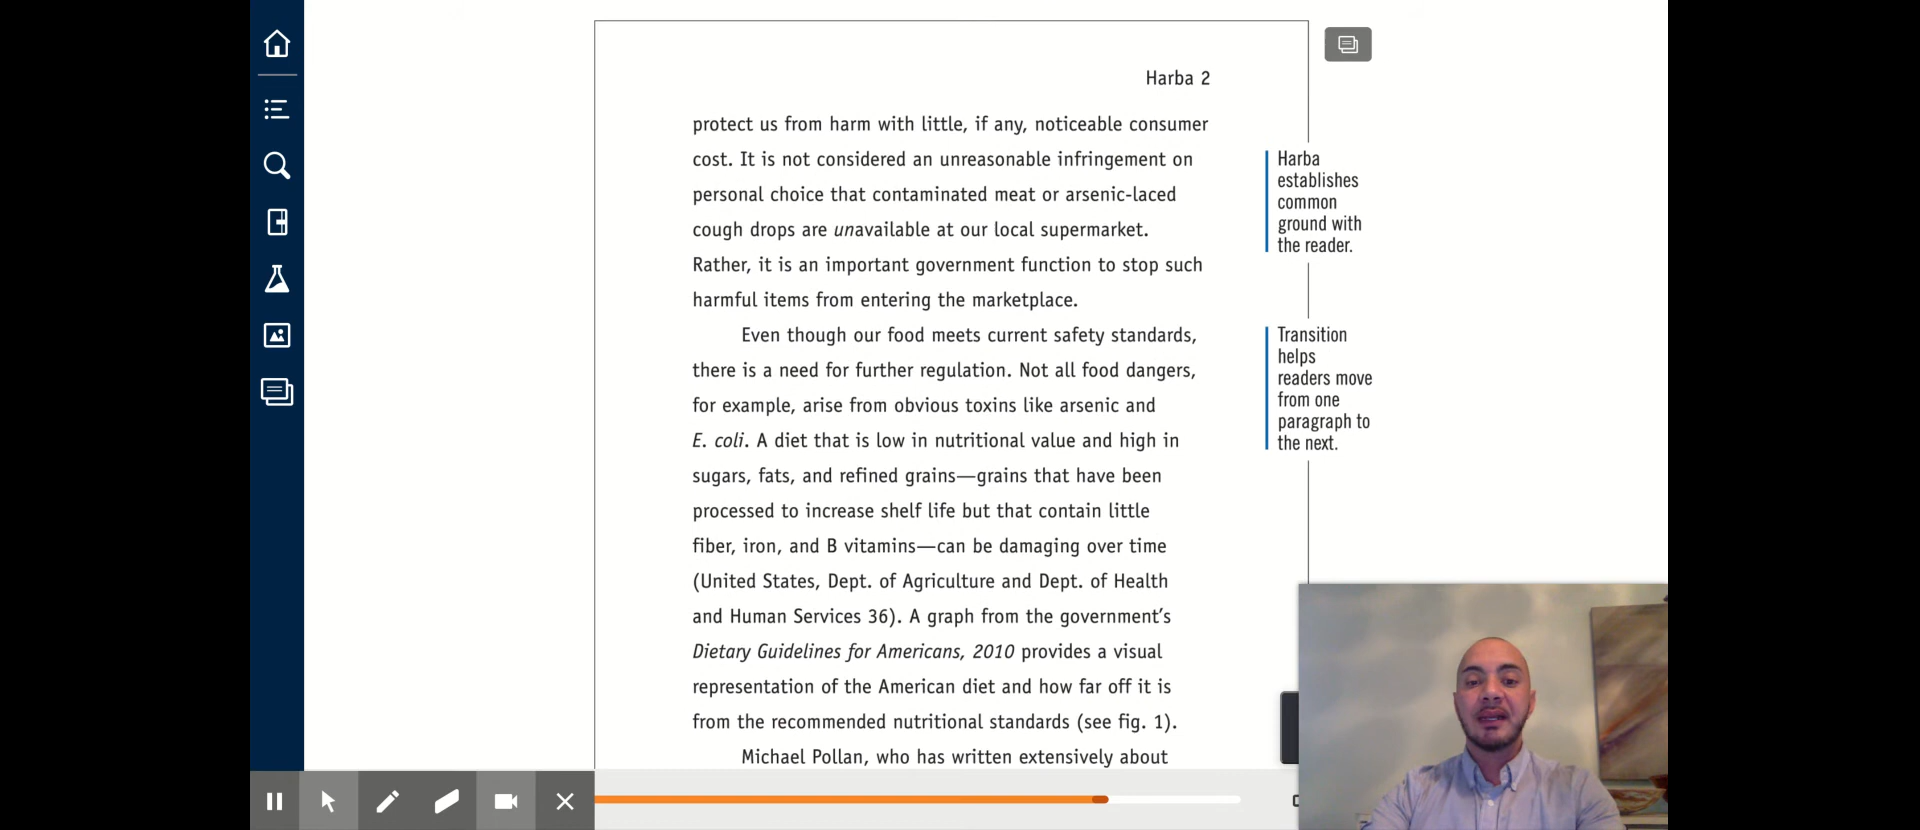 Harba 2
protect us from harm with little, if any, noticeable consumer
cost. It is not considered an unreasonable infringement on
personal choice that contaminated meat or arsenic-laced
cough drops are unavailable at our local supermarket.
Rather, it is an important government function to stop such
harmful items from entering the marketplace.
Even though our food meets current safety standards,
there is a need for further regulation. Not all food dangers,
for example, arise from obvious toxins like arsenic and
E. coli. A diet that is low in nutritional value and high in
sugars, fats, and refined grains—grains that have been
processed to increase shelf life but that contain little
fiber, iron, and B vitamins—can be damaging over time
(United States, Dept. of Agriculture and Dept. of Health
and Human Services 36). A graph from the government’s
Dietary Guidelines for Americans, 2010 provides a visual
representation of the American diet and how far off it is
from the recommended nutritional standards (see fig. 1).
Michael Pollan, who has written extensively about
Harba
establishes
common
ground with
the reader.
Transition
helps
readers move
from one
paragraph to
the next.